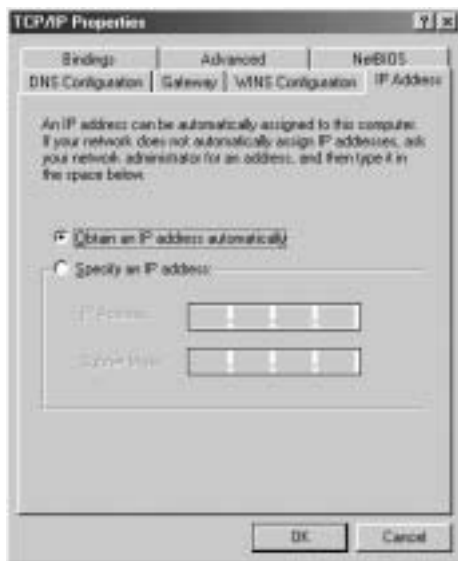 TCP/IP Properties
Bindings
Advanced
NetBIOS
DNS Configuration
Gateway
WINS Configuration
IP Address
An IP address can be automatically assigned to this computer.
If your network does not automatically assign IP addresses, ask
your network administrator for an address, and then type it in
the space below.
Obtain an IP address automatically
Specify an IP address:
IP Address:
Subnet Mask:
OK
Cancel